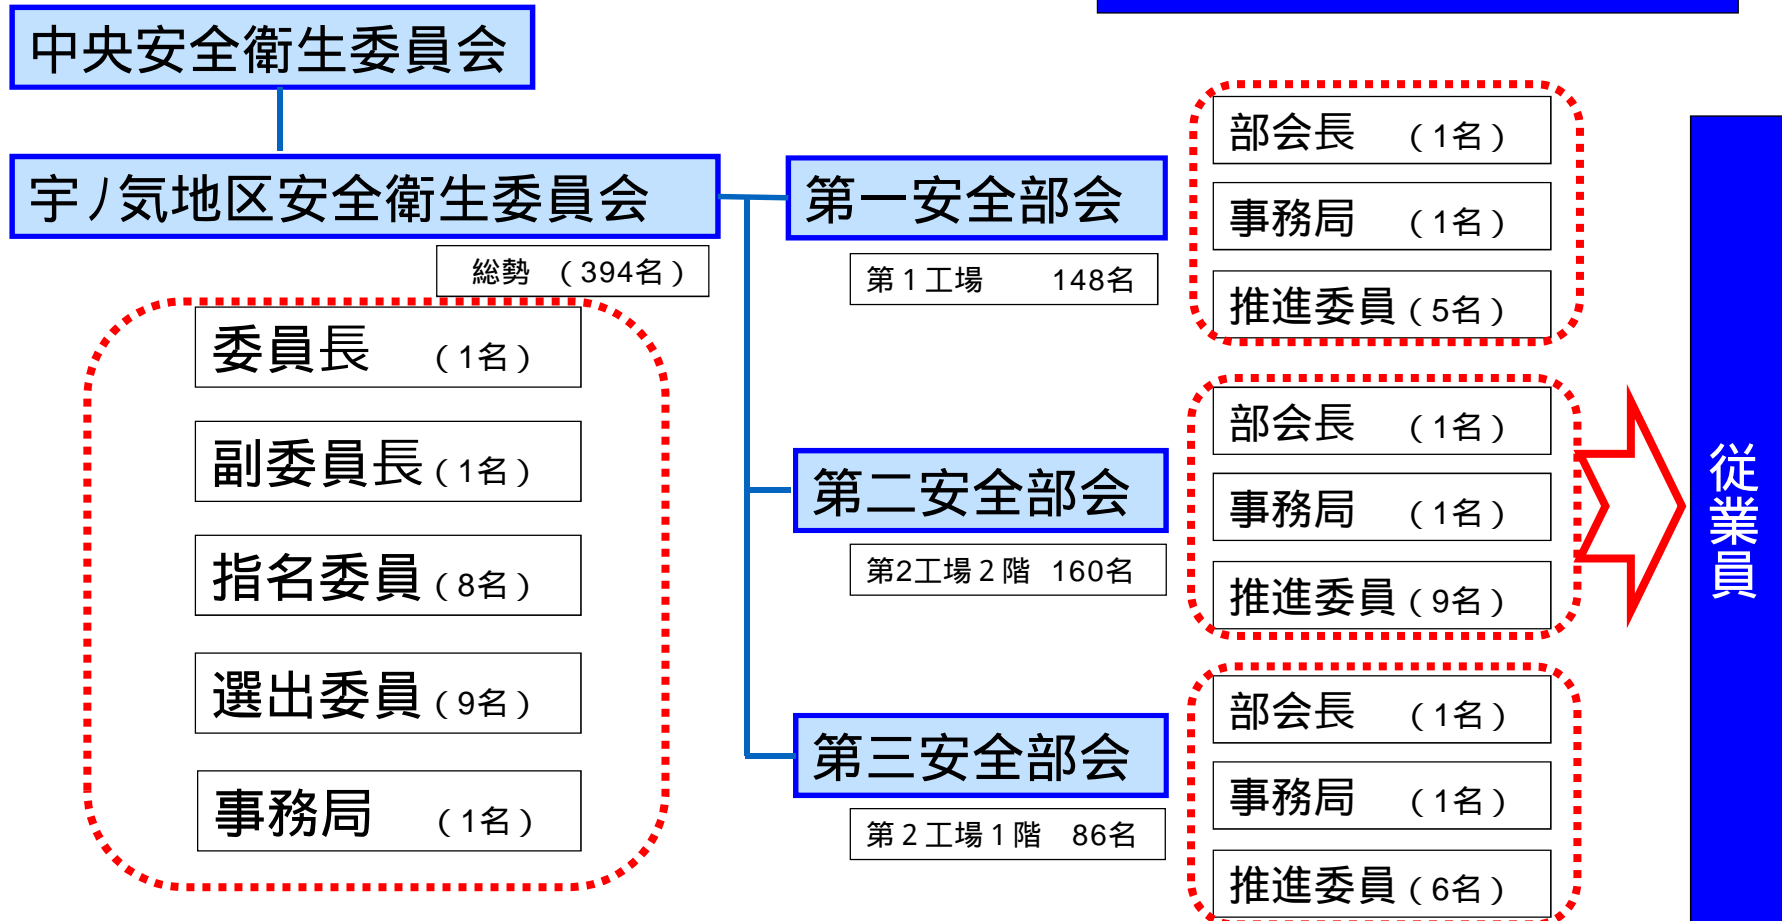 中央安全衛生委員会
宇ノ気地区安全衛生委員会
総勢 （394名）
委員長 （1名）
副委員長（1名）
指名委員（8名）
選出委員（9名）
事務局 （1名）
第一安全部会
第１工場 148名
部会長 （1名）
事務局 （1名）
推進委員（5名）
第二安全部会
第2工場２階 160名
部会長 （1名）
事務局 （1名）
推進委員（9名）
第三安全部会
第２工場１階 86名
部会長 （1名）
事務局 （1名）
推進委員（6名）
従業員